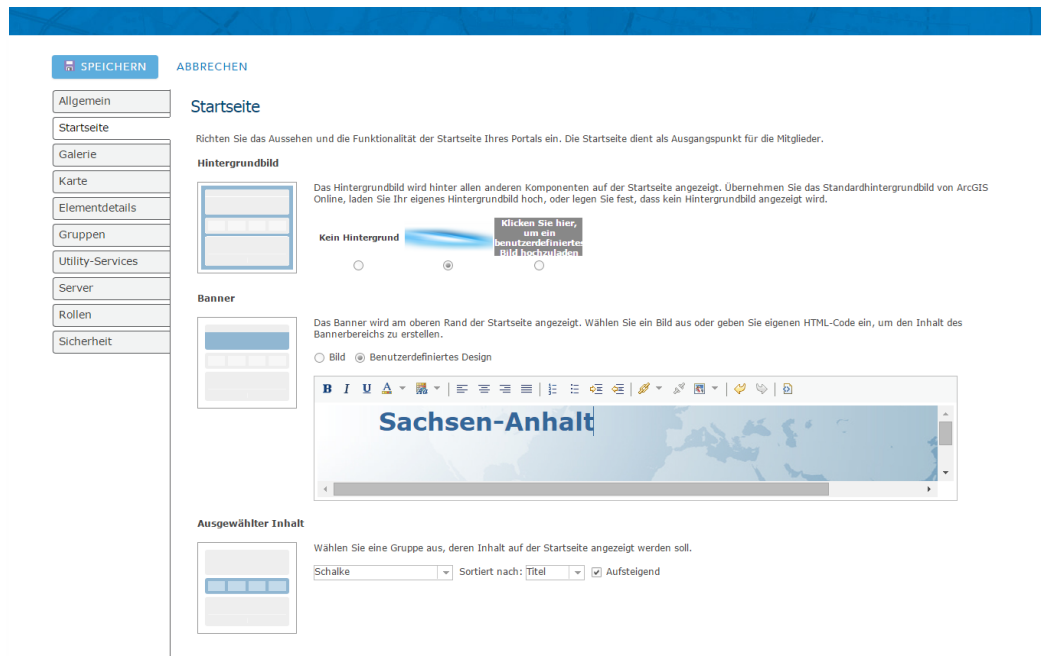 SPEICHERN ABBRECHEN
Allgemein
Startseite
Galerie
Karte
Elementdetails
Gruppen
Utility-Services
Server
Rollen
Sicherheit
Startseite
Richten Sie das Aussehen und die Funktionalität der Startseite Ihres Portals ein. Die Startseite dient als Ausgangspunkt für die Mitglieder.
Hintergrundbild
Das Hintergrundbild wird hinter allen anderen Komponenten auf der Startseite angezeigt. Übernehmen Sie das Standardhintergrundbild von ArcGIS
Online, laden Sie Ihr eigenes Hintergrundbild hoch, oder legen Sie fest, dass kein Hintergrundbild angezeigt wird.
Kein Hintergrund
Klicken Sie hier,
um ein
benutzerdefiniertes
Bild hochzuladen
Banner
Das Banner wird am oberen Rand der Startseite angezeigt. Wählen Sie ein Bild aus oder geben Sie eigenen HTML-Code ein, um den Inhalt des
Bannerbereichs zu erstellen.
Bild Benutzerdefiniertes Design
B I U A
Sachsen-Anhalt
Ausgewählter Inhalt
Wählen Sie eine Gruppe aus, deren Inhalt auf der Startseite angezeigt werden soll.
Schalke Sortiert nach: Titel Aufsteigend